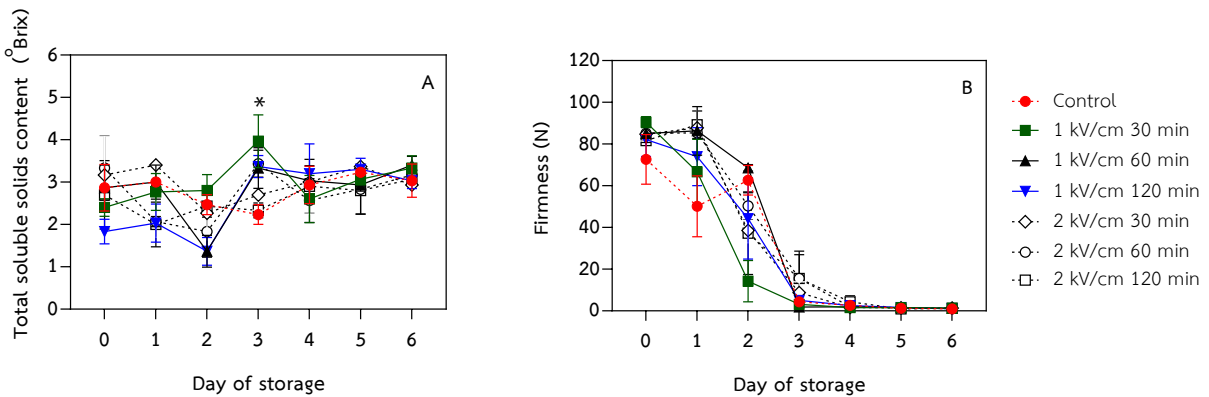 Total soluble solids content (°Brix)
6
5
4
3
2
1
0
A
*
0 1 2 3 4 5 6
Day of storage
Firmness (N)
120
100
80
60
40
20
0
B
0 1 2 3 4 5 6
Day of storage
Control
1 kV/cm 30 min
1 kV/cm 60 min
1 kV/cm 120 min
2 kV/cm 30 min
2 kV/cm 60 min
2 kV/cm 120 min